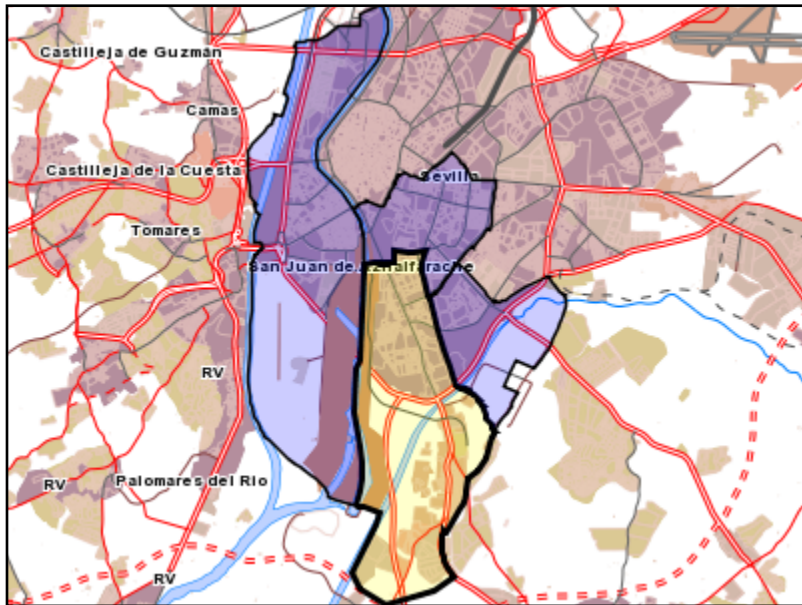 Castilleja de Guzmán
Camas
Castilleja de la Cuesta
Sevilla
Tomares
San Juan de Aznalfarache
RV
Palomares del Rio
RV
RV